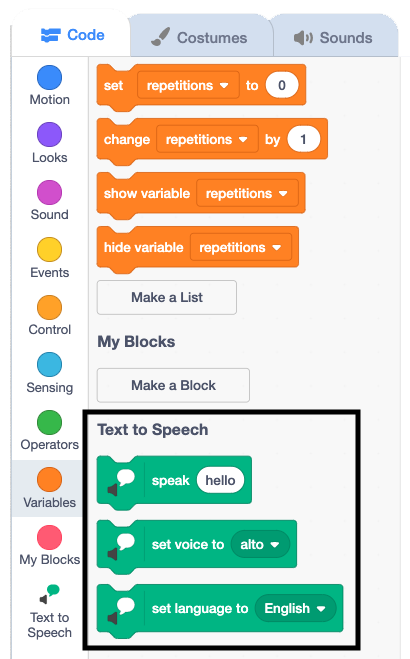 Code
Costumes
Sounds
Motion
Looks
Sound
Events
Control
Sensing
Operators
Variables
My Blocks
Text to
Speech
set repetitions to 0
change repetitions by 1
show variable repetitions
hide variable repetitions
Make a List
My Blocks
Make a Block
Text to Speech
speak hello
set voice to alto
set language to English